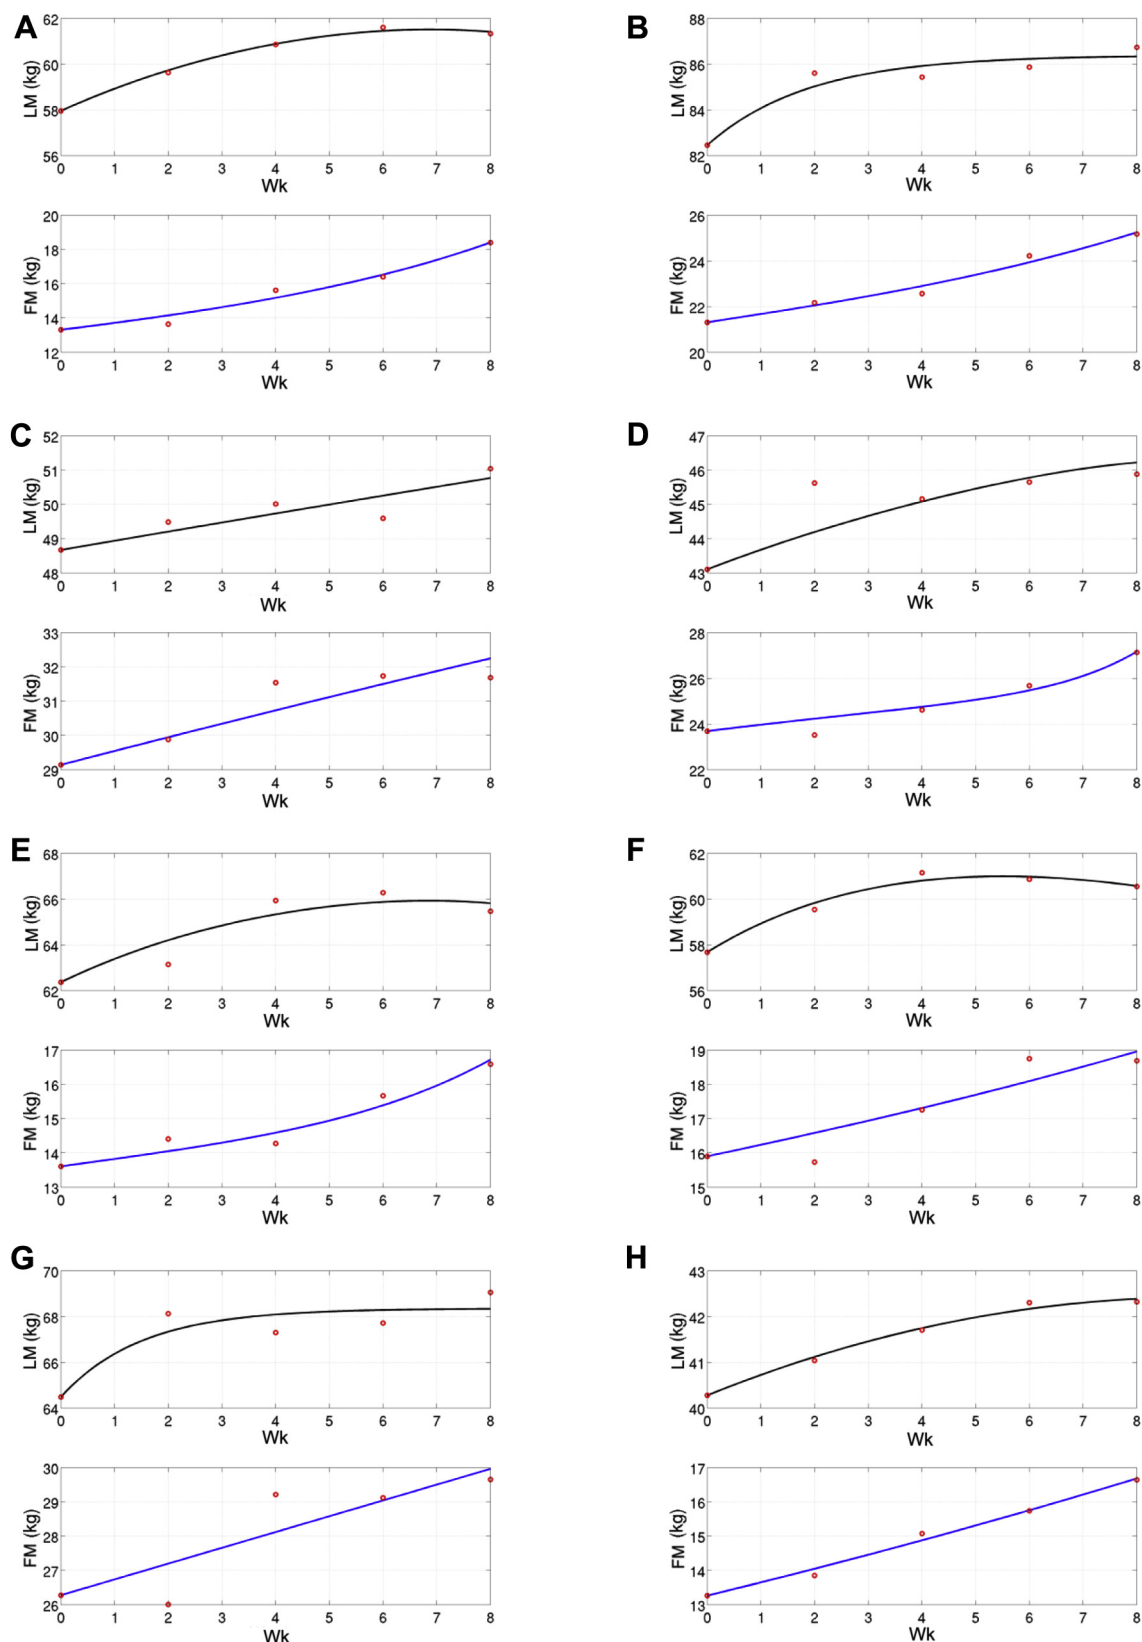 A
B
LM (kg)
62
60
58
56
0 1 2 3 4 5 6 7 8
Wk
LM (kg)
88
86
84
82
0 1 2 3 4 5 6 7 8
Wk
FM (kg)
20
18
16
14
12
0 1 2 3 4 5 6 7 8
Wk
FM (kg)
26
24
22
20
0 1 2 3 4 5 6 7 8
Wk
C
D
LM (kg)
52
51
50
49
48
0 1 2 3 4 5 6 7 8
Wk
LM (kg)
47
46
45
44
43
0 1 2 3 4 5 6 7 8
Wk
FM (kg)
33
32
31
30
29
0 1 2 3 4 5 6 7 8
Wk
FM (kg)
28
26
24
22
0 1 2 3 4 5 6 7 8
Wk
E
F
LM (kg)
68
66
64
62
0 1 2 3 4 5 6 7 8
Wk
LM (kg)
62
60
58
56
0 1 2 3 4 5 6 7 8
Wk
FM (kg)
17
16
15
14
13
0 1 2 3 4 5 6 7 8
Wk
FM (kg)
19
18
17
16
15
0 1 2 3 4 5 6 7 8
Wk
G
H
LM (kg)
70
68
66
64
0 1 2 3 4 5 6 7 8
Wk
LM (kg)
43
42
41
40
0 1 2 3 4 5 6 7 8
Wk
FM (kg)
30
29
28
27
26
0 1 2 3 4 5 6 7 8
Wk
FM (kg)
17
16
15
14
13
0 1 2 3 4 5 6 7 8
Wk